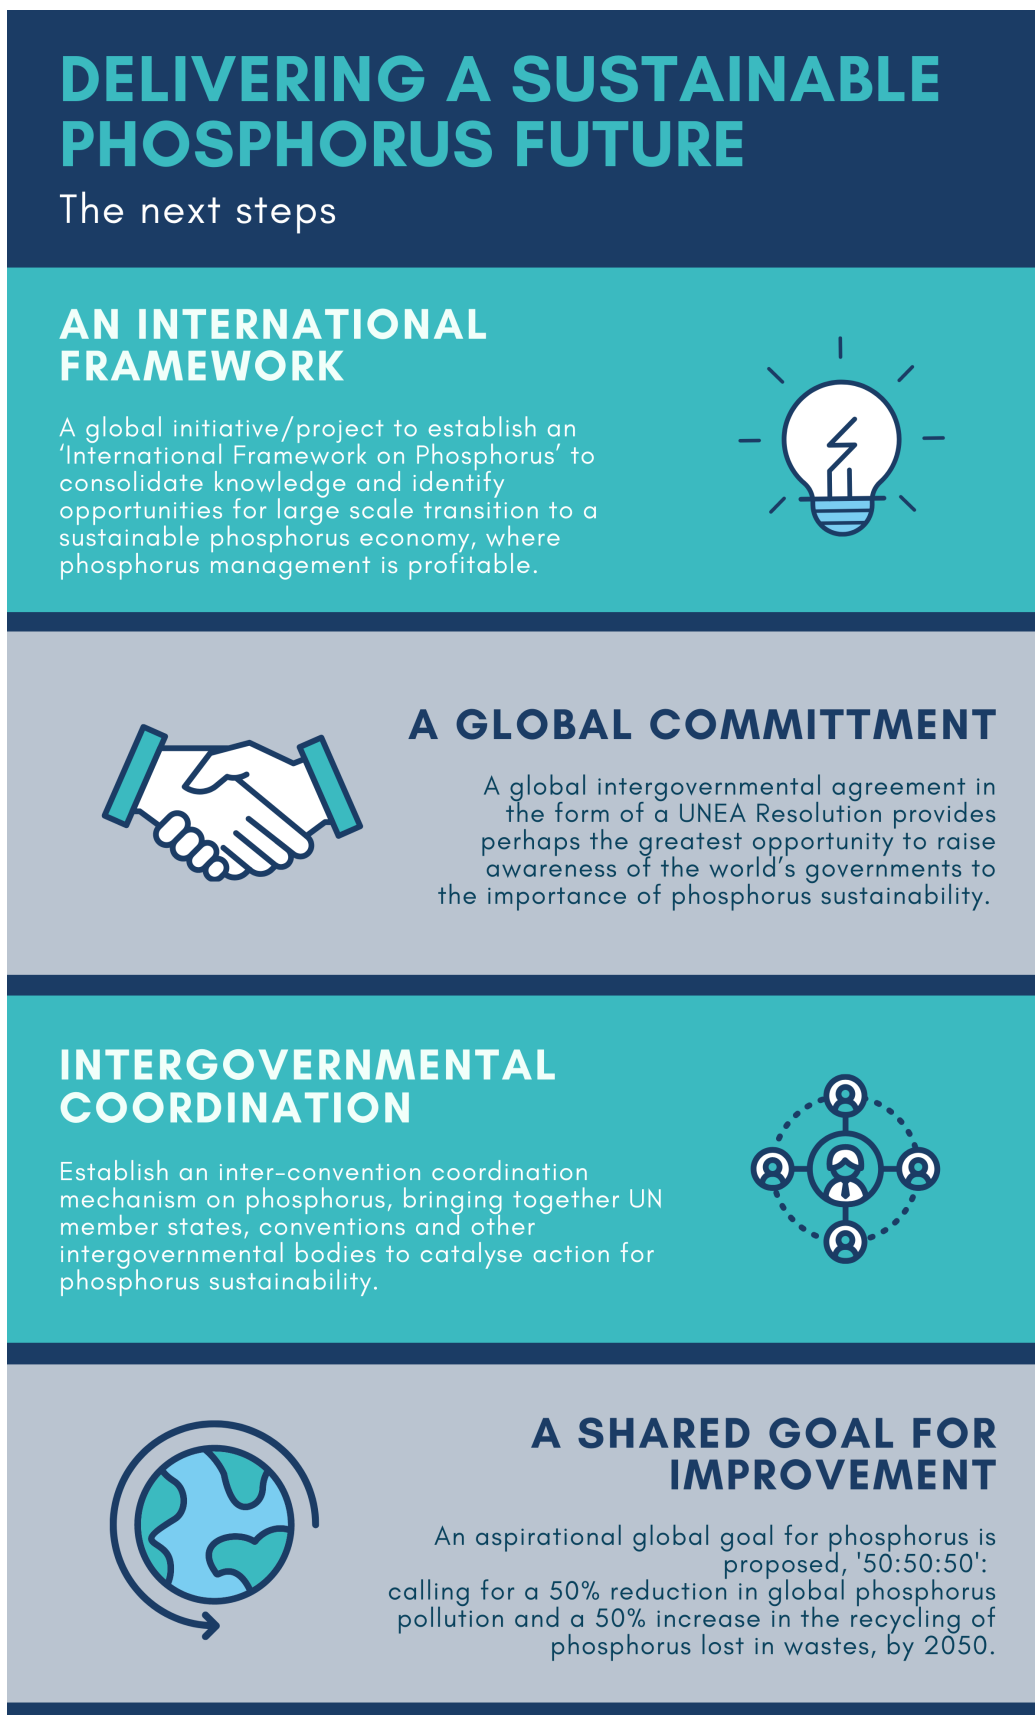 DELIVERING A SUSTAINABLE
PHOSPHORUS FUTURE
The next steps
AN INTERNATIONAL
FRAMEWORK
A global initiative/project to establish an
‘International Framework on Phosphorus’ to
consolidate knowledge and identify
opportunities for large scale transition to a
sustainable phosphorus economy, where
phosphorus management is profitable.
A GLOBAL COMMITTMENT
A global intergovernmental agreement in
the form of a UNEA Resolution provides
perhaps the greatest opportunity to raise
awareness of the world’s governments to
the importance of phosphorus sustainability.
INTERGOVERNMENTAL
COORDINATION
Establish an inter-convention coordination
mechanism on phosphorus, bringing together UN
member states, conventions and other
intergovernmental bodies to catalyse action for
phosphorus sustainability.
A SHARED GOAL FOR
IMPROVEMENT
An aspirational global goal for phosphorus is
proposed, '50:50:50':
calling for a 50% reduction in global phosphorus
pollution and a 50% increase in the recycling of
phosphorus lost in wastes, by 2050.